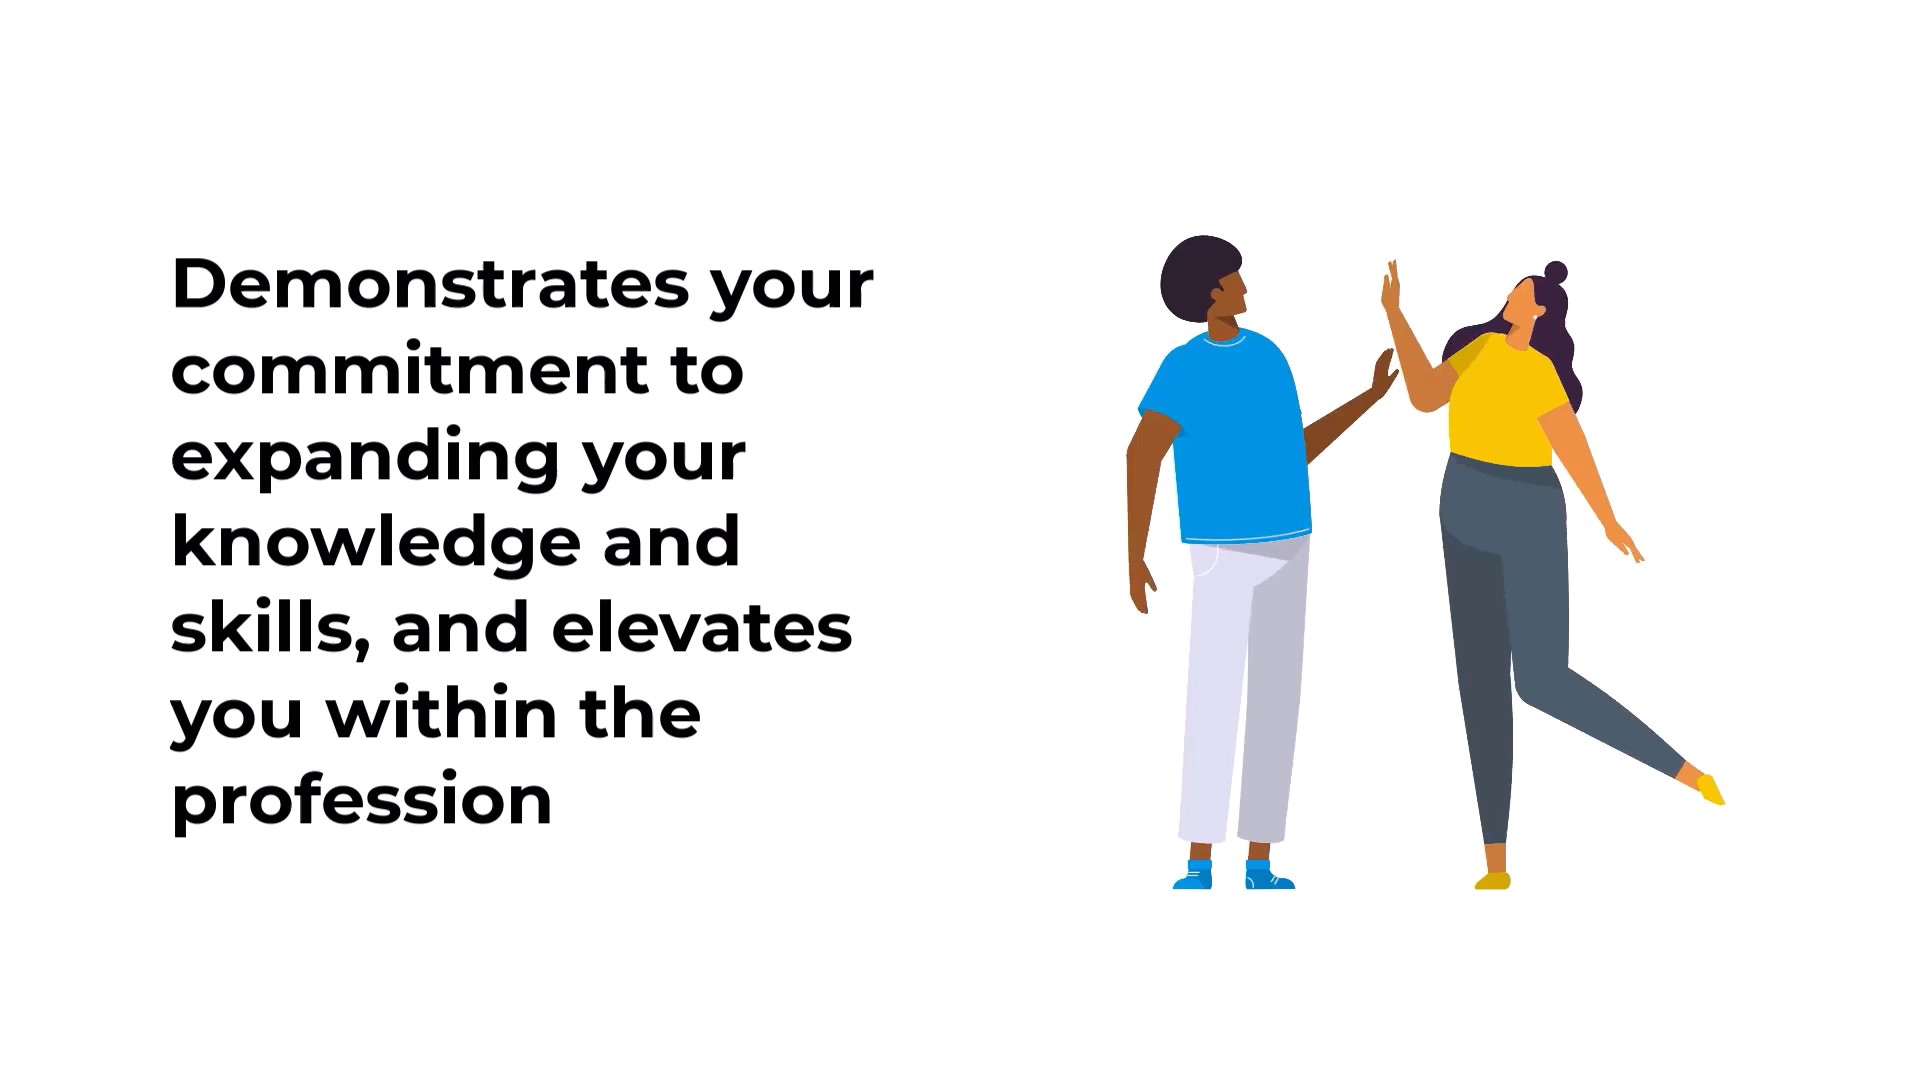 Demonstrates your
commitment to
expanding your
knowledge and
skills, and elevates
you within the
profession